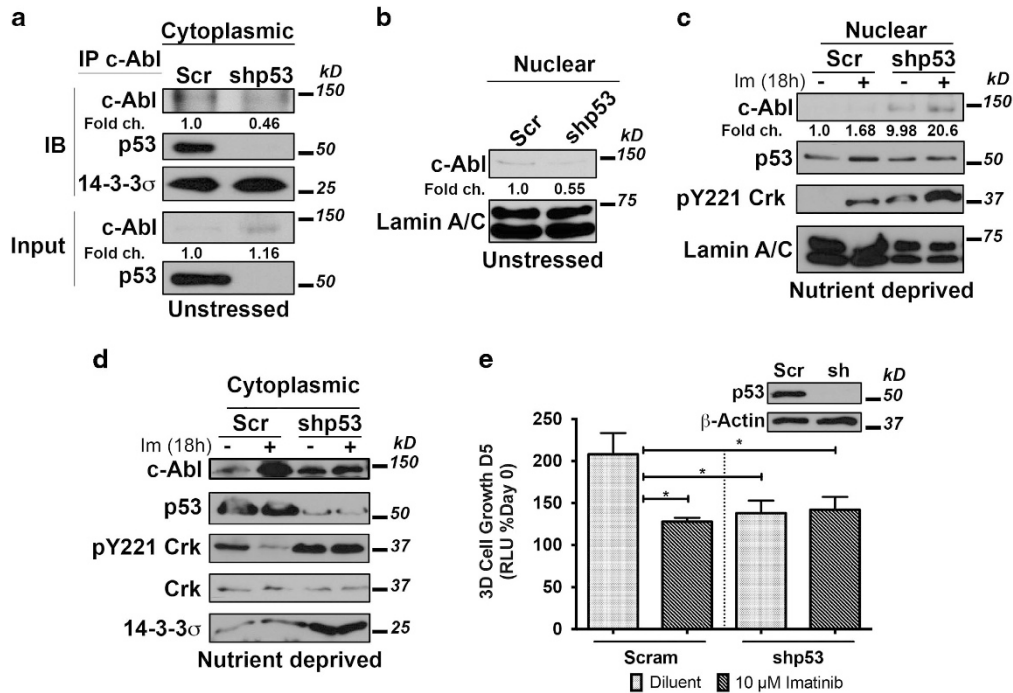 a
Cytoplasmic
IP c-Abl
Scr shp53 kD
c-Abl 150
Fold ch. 1.0 0.46
IB
p53 50
14-3-3σ 25
Input
c-Abl 150
Fold ch. 1.0 1.16
p53 50
Unstressed
b
Nuclear
Scr shp53 kD
c-Abl 150
Fold ch. 1.0 0.55
75
Lamin A/C
Unstressed
c
Nuclear
Scr shp53
Im (18h) - + - + kD
c-Abl 150
Fold ch. 1.0 1.68 9.98 20.6
p53 50
pY221 Crk 37
Lamin A/C 75
Nutrient deprived
d
Cytoplasmic
Scr shp53
Im (18h) - + - + kD
c-Abl 150
p53 50
pY221 Crk 37
Crk 37
14-3-3σ 25
Nutrient deprived
e
Scr sh kD
p53 50
β-Actin 37
3D Cell Growth D5
(RLU %Day 0)
250
200
150
100
50
0
*
*
*
Scram shp53
Diluent 10 µM Imatinib